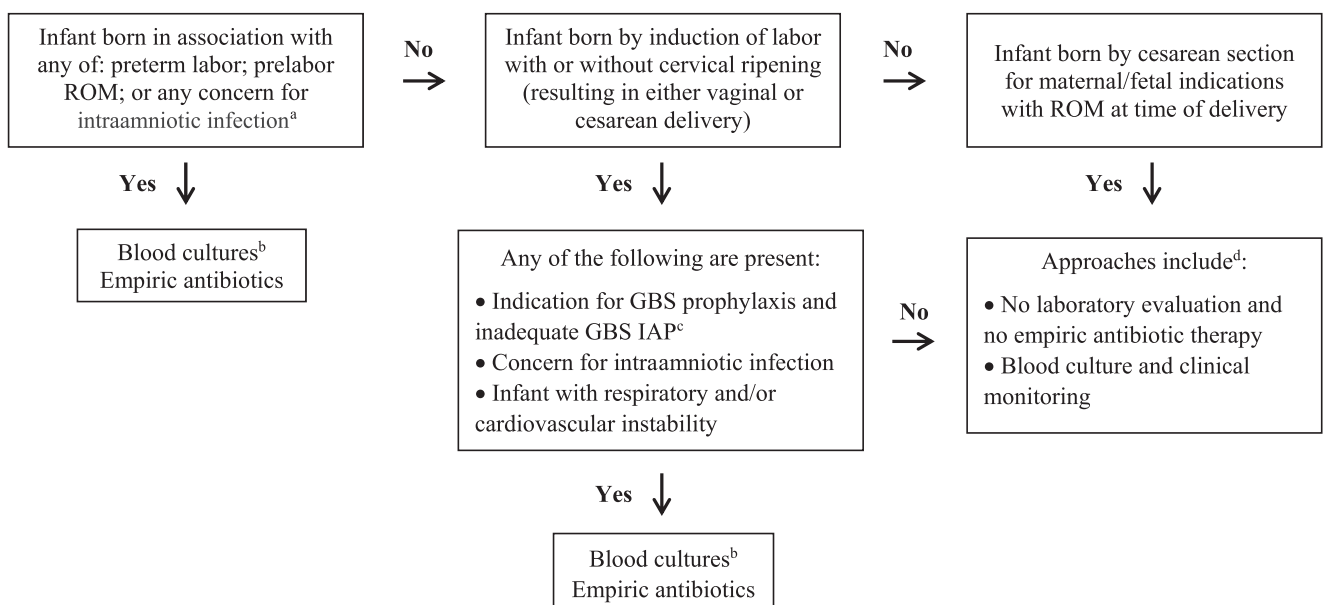 Infant born in association with
any of: preterm labor; prelabor
ROM; or any concern for
intraamniotic infectionᵃ
No
Infant born by induction of labor
with or without cervical ripening
(resulting in either vaginal or
cesarean delivery)
No
Infant born by cesarean section
for maternal/fetal indications
with ROM at time of delivery
Yes
Yes
Yes
Blood culturesᵇ
Empiric antibiotics
Any of the following are present:
• Indication for GBS prophylaxis and
inadequate GBS IAPᶜ
• Concern for intraamniotic infection
• Infant with respiratory and/or
cardiovascular instability
No
Approaches includeᵈ:
• No laboratory evaluation and
no empiric antibiotic therapy
• Blood culture and clinical
monitoring
Yes
Blood culturesᵇ
Empiric antibiotics